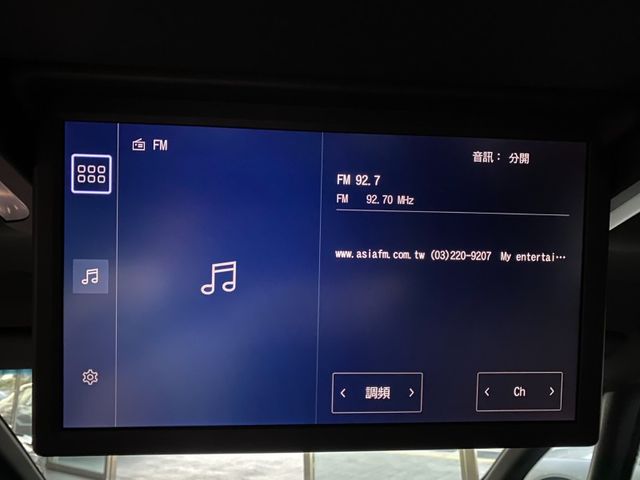 FM
音訊： 分開
FM 92.7
FM 92.70 MHz
www.asiafm.com.tw (03)220-9207 My entertai…
調頻
Ch